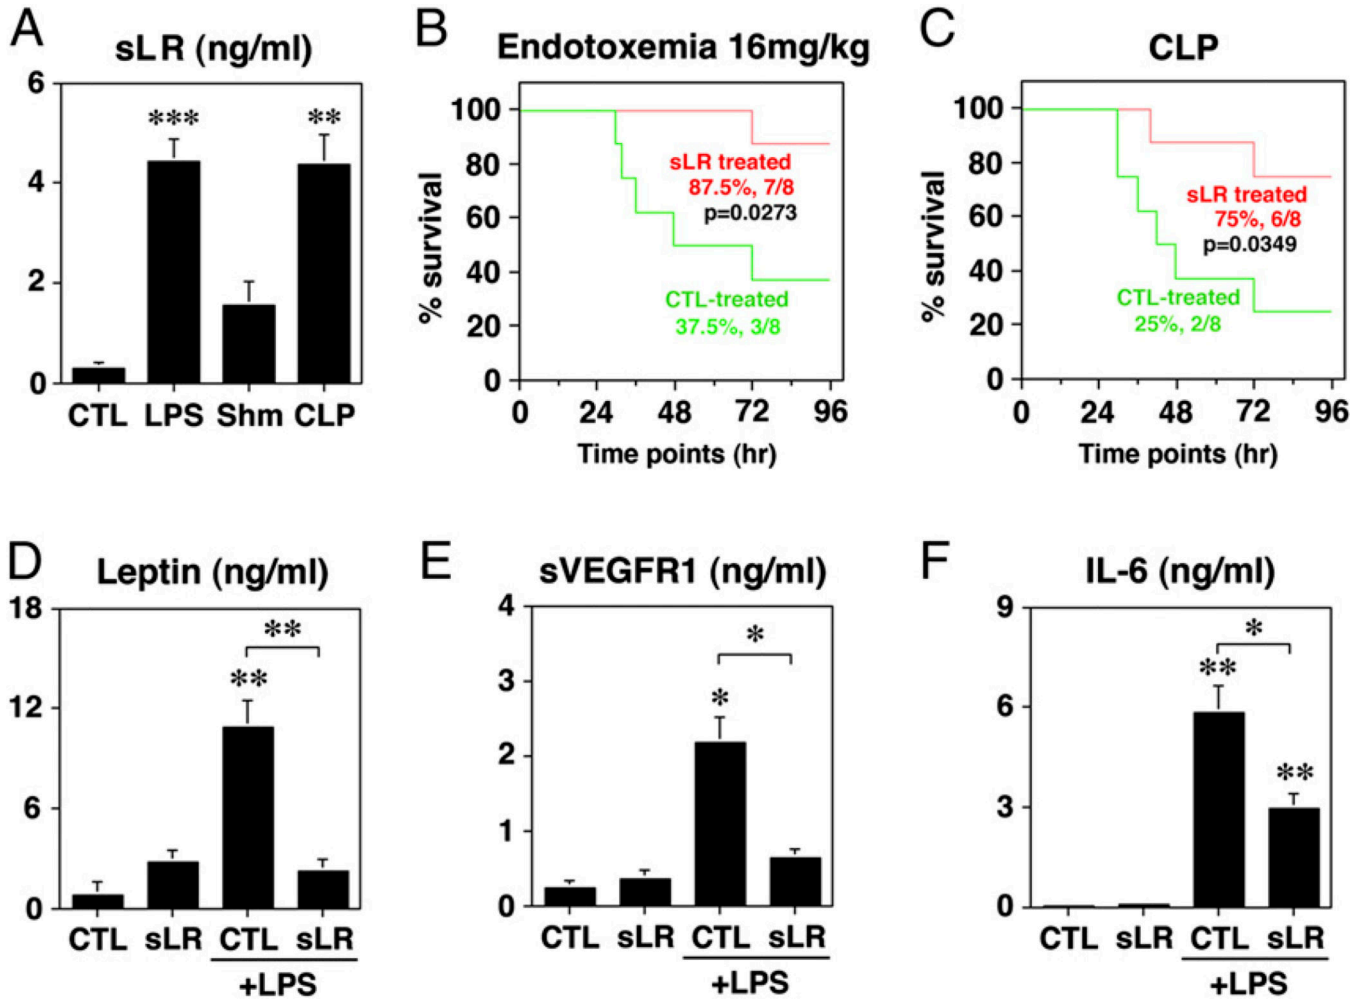 A
sLR (ng/ml)
6
4
2
0
***
**
CTL LPS Shm CLP
B
Endotoxemia 16mg/kg
% survival
100
80
60
40
20
0
sLR treated
87.5%, 7/8
p=0.0273
CTL-treated
37.5%, 3/8
0 24 48 72 96
Time points (hr)
C
CLP
% survival
100
80
60
40
20
0
sLR treated
75%, 6/8
p=0.0349
CTL-treated
25%, 2/8
0 24 48 72 96
Time points (hr)
D
Leptin (ng/ml)
18
12
6
0
**
**
CTL sLR CTL sLR
+LPS
E
sVEGFR1 (ng/ml)
4
3
2
1
0
*
*
CTL sLR CTL sLR
+LPS
F
IL-6 (ng/ml)
9
6
3
0
*
**
**
CTL sLR CTL sLR
+LPS